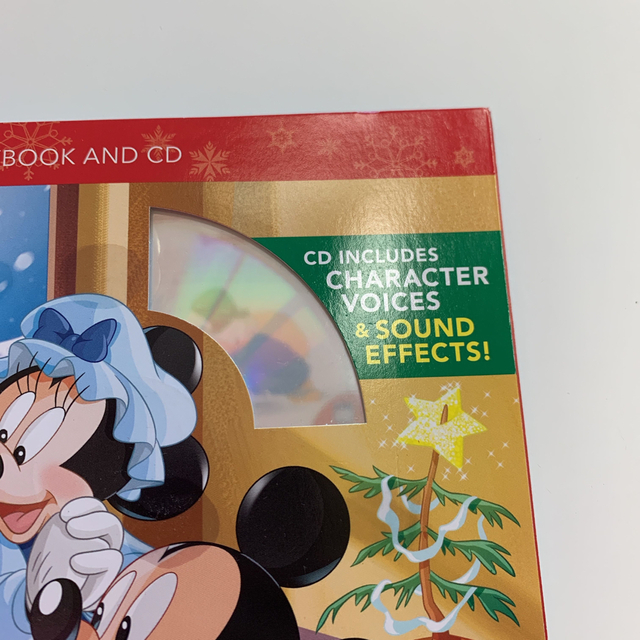 BOOK AND CD
CD INCLUDES
CHARACTER
VOICES
& SOUND
EFFECTS!